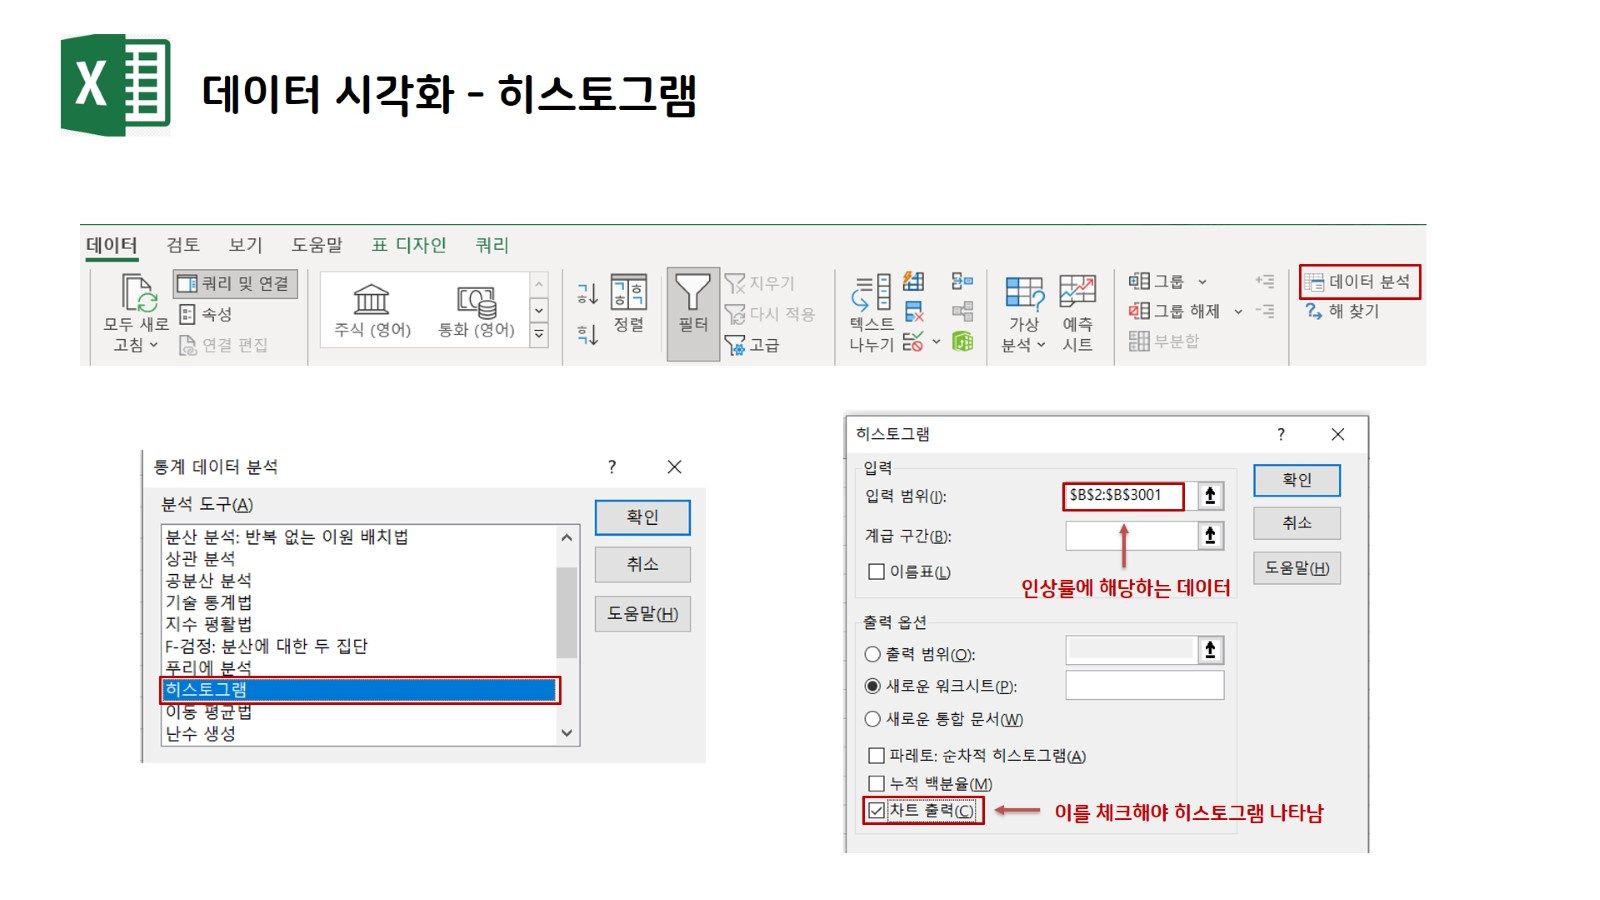 X
데이터 시각화 - 히스토그램
데이터 검토 보기 도움말 표 디자인 쿼리
모두 새로
고침
쿼리 및 연결
속성
연결 편집
주식 (영어) 통화 (영어)
정렬
필터
지우기
다시 적용
고급
텍스트
나누기
가상
분석
예측
시트
그룹
그룹 해제
부분합
데이터 분석
해 찾기
통계 데이터 분석 ?
분석 도구(A)
분산 분석: 반복 없는 이원 배치법
상관 분석
공분산 분석
기술 통계법
지수 평활법
F-검정: 분산에 대한 두 집단
푸리에 분석
히스토그램
이동 평균법
난수 생성
확인
취소
도움말(H)
히스토그램 ?
입력
입력 범위(I): $B$2:$B$3001
계급 구간(B):
이름표(L)
인상률에 해당하는 데이터
출력 옵션
출력 범위(O):
새로운 워크시트(P):
새로운 통합 문서(W)
파레토: 순차적 히스토그램(A)
누적 백분율(M)
차트 출력(C)
이를 체크해야 히스토그램 나타남
확인
취소
도움말(H)